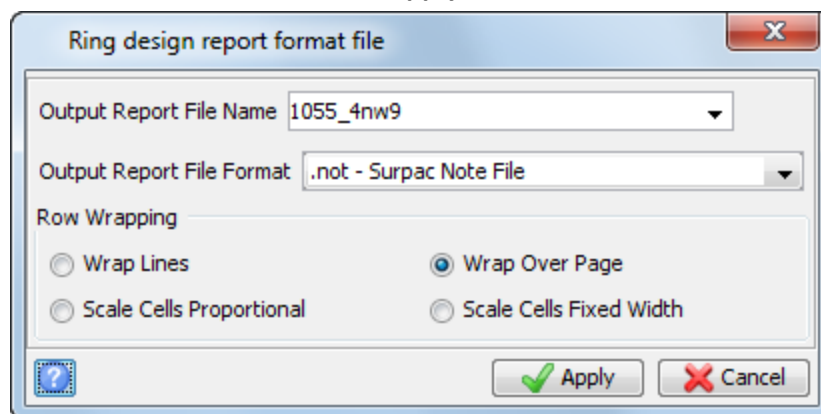 Ring design report format file
Output Report File Name 1055_4nw9
Output Report File Format .not - Surpac Note File
Row Wrapping
Wrap Lines Wrap Over Page
Scale Cells Proportional Scale Cells Fixed Width
? Apply Cancel